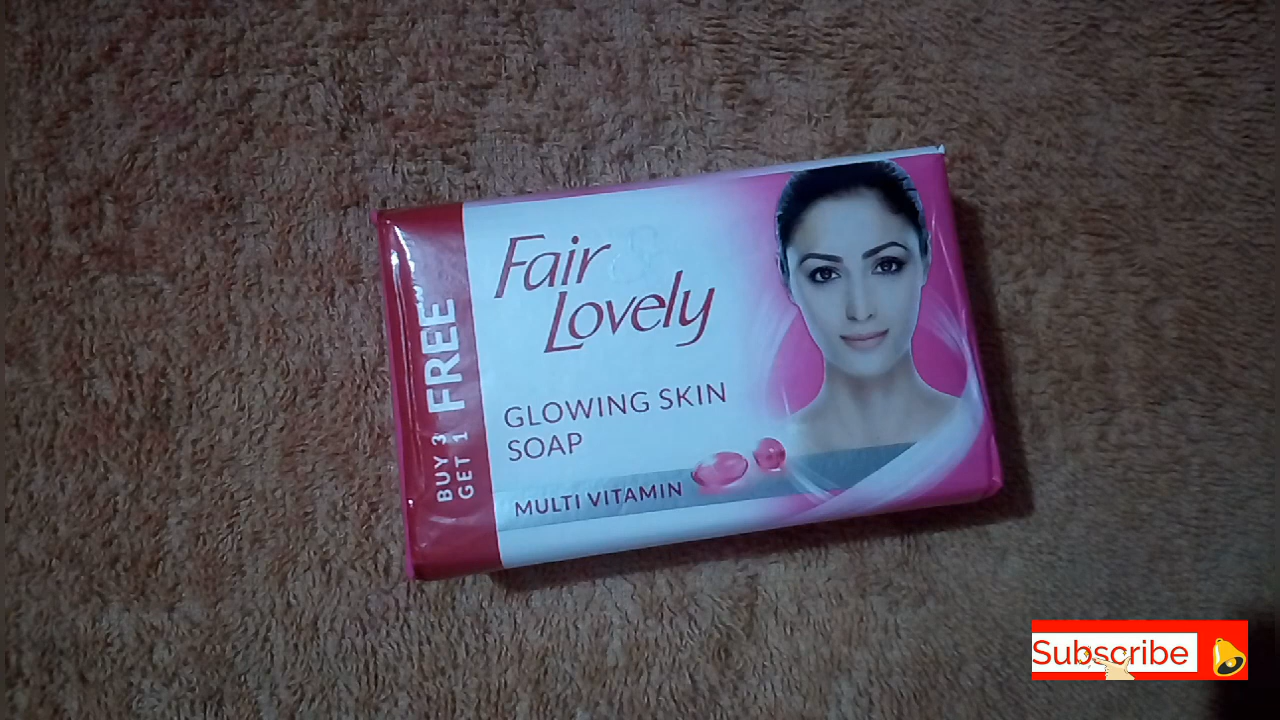 Fair &
Lovely
GLOWING SKIN
SOAP
MULTI VITAMIN
BUY 3
GET 1 FREE
Subscribe